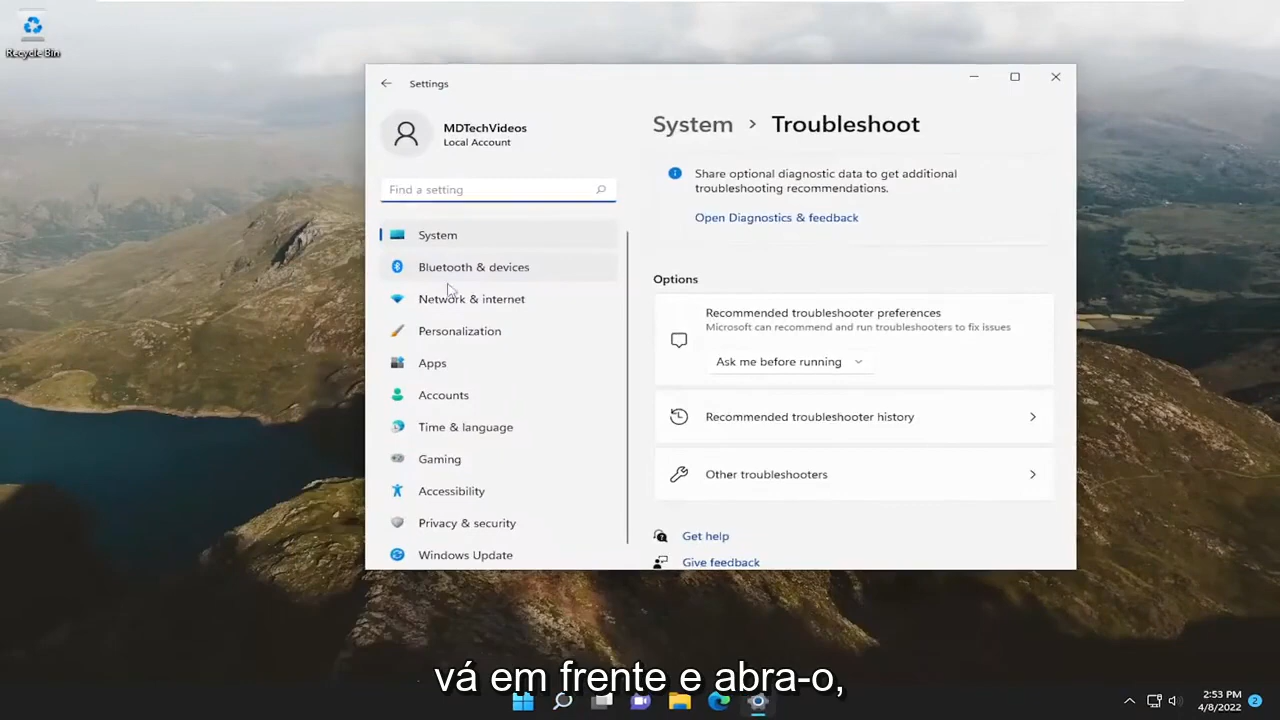 Recycle Bin
Settings
MDTechVideos
Local Account
Find a setting
System
Bluetooth & devices
Network & internet
Personalization
Apps
Accounts
Time & language
Gaming
Accessibility
Privacy & security
Windows Update
System > Troubleshoot
Share optional diagnostic data to get additional
troubleshooting recommendations.
Open Diagnostics & feedback
Options
Recommended troubleshooter preferences
Microsoft can recommend and run troubleshooters to fix issues
Ask me before running
Recommended troubleshooter history
Other troubleshooters
Get help
Give feedback
vá em frente e abra-o,
2:53 PM
4/8/2022
2